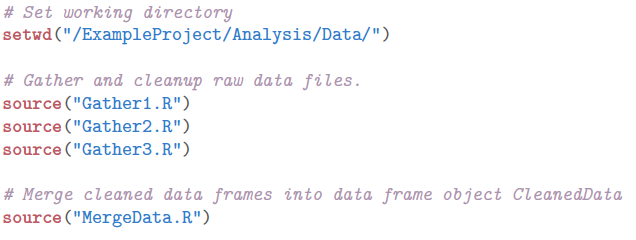 # Set working directory
setwd("/ExampleProject/Analysis/Data/")
# Gather and cleanup raw data files.
source("Gather1.R")
source("Gather2.R")
source("Gather3.R")
# Merge cleaned data frames into data frame object CleanedData
source("MergeData.R")